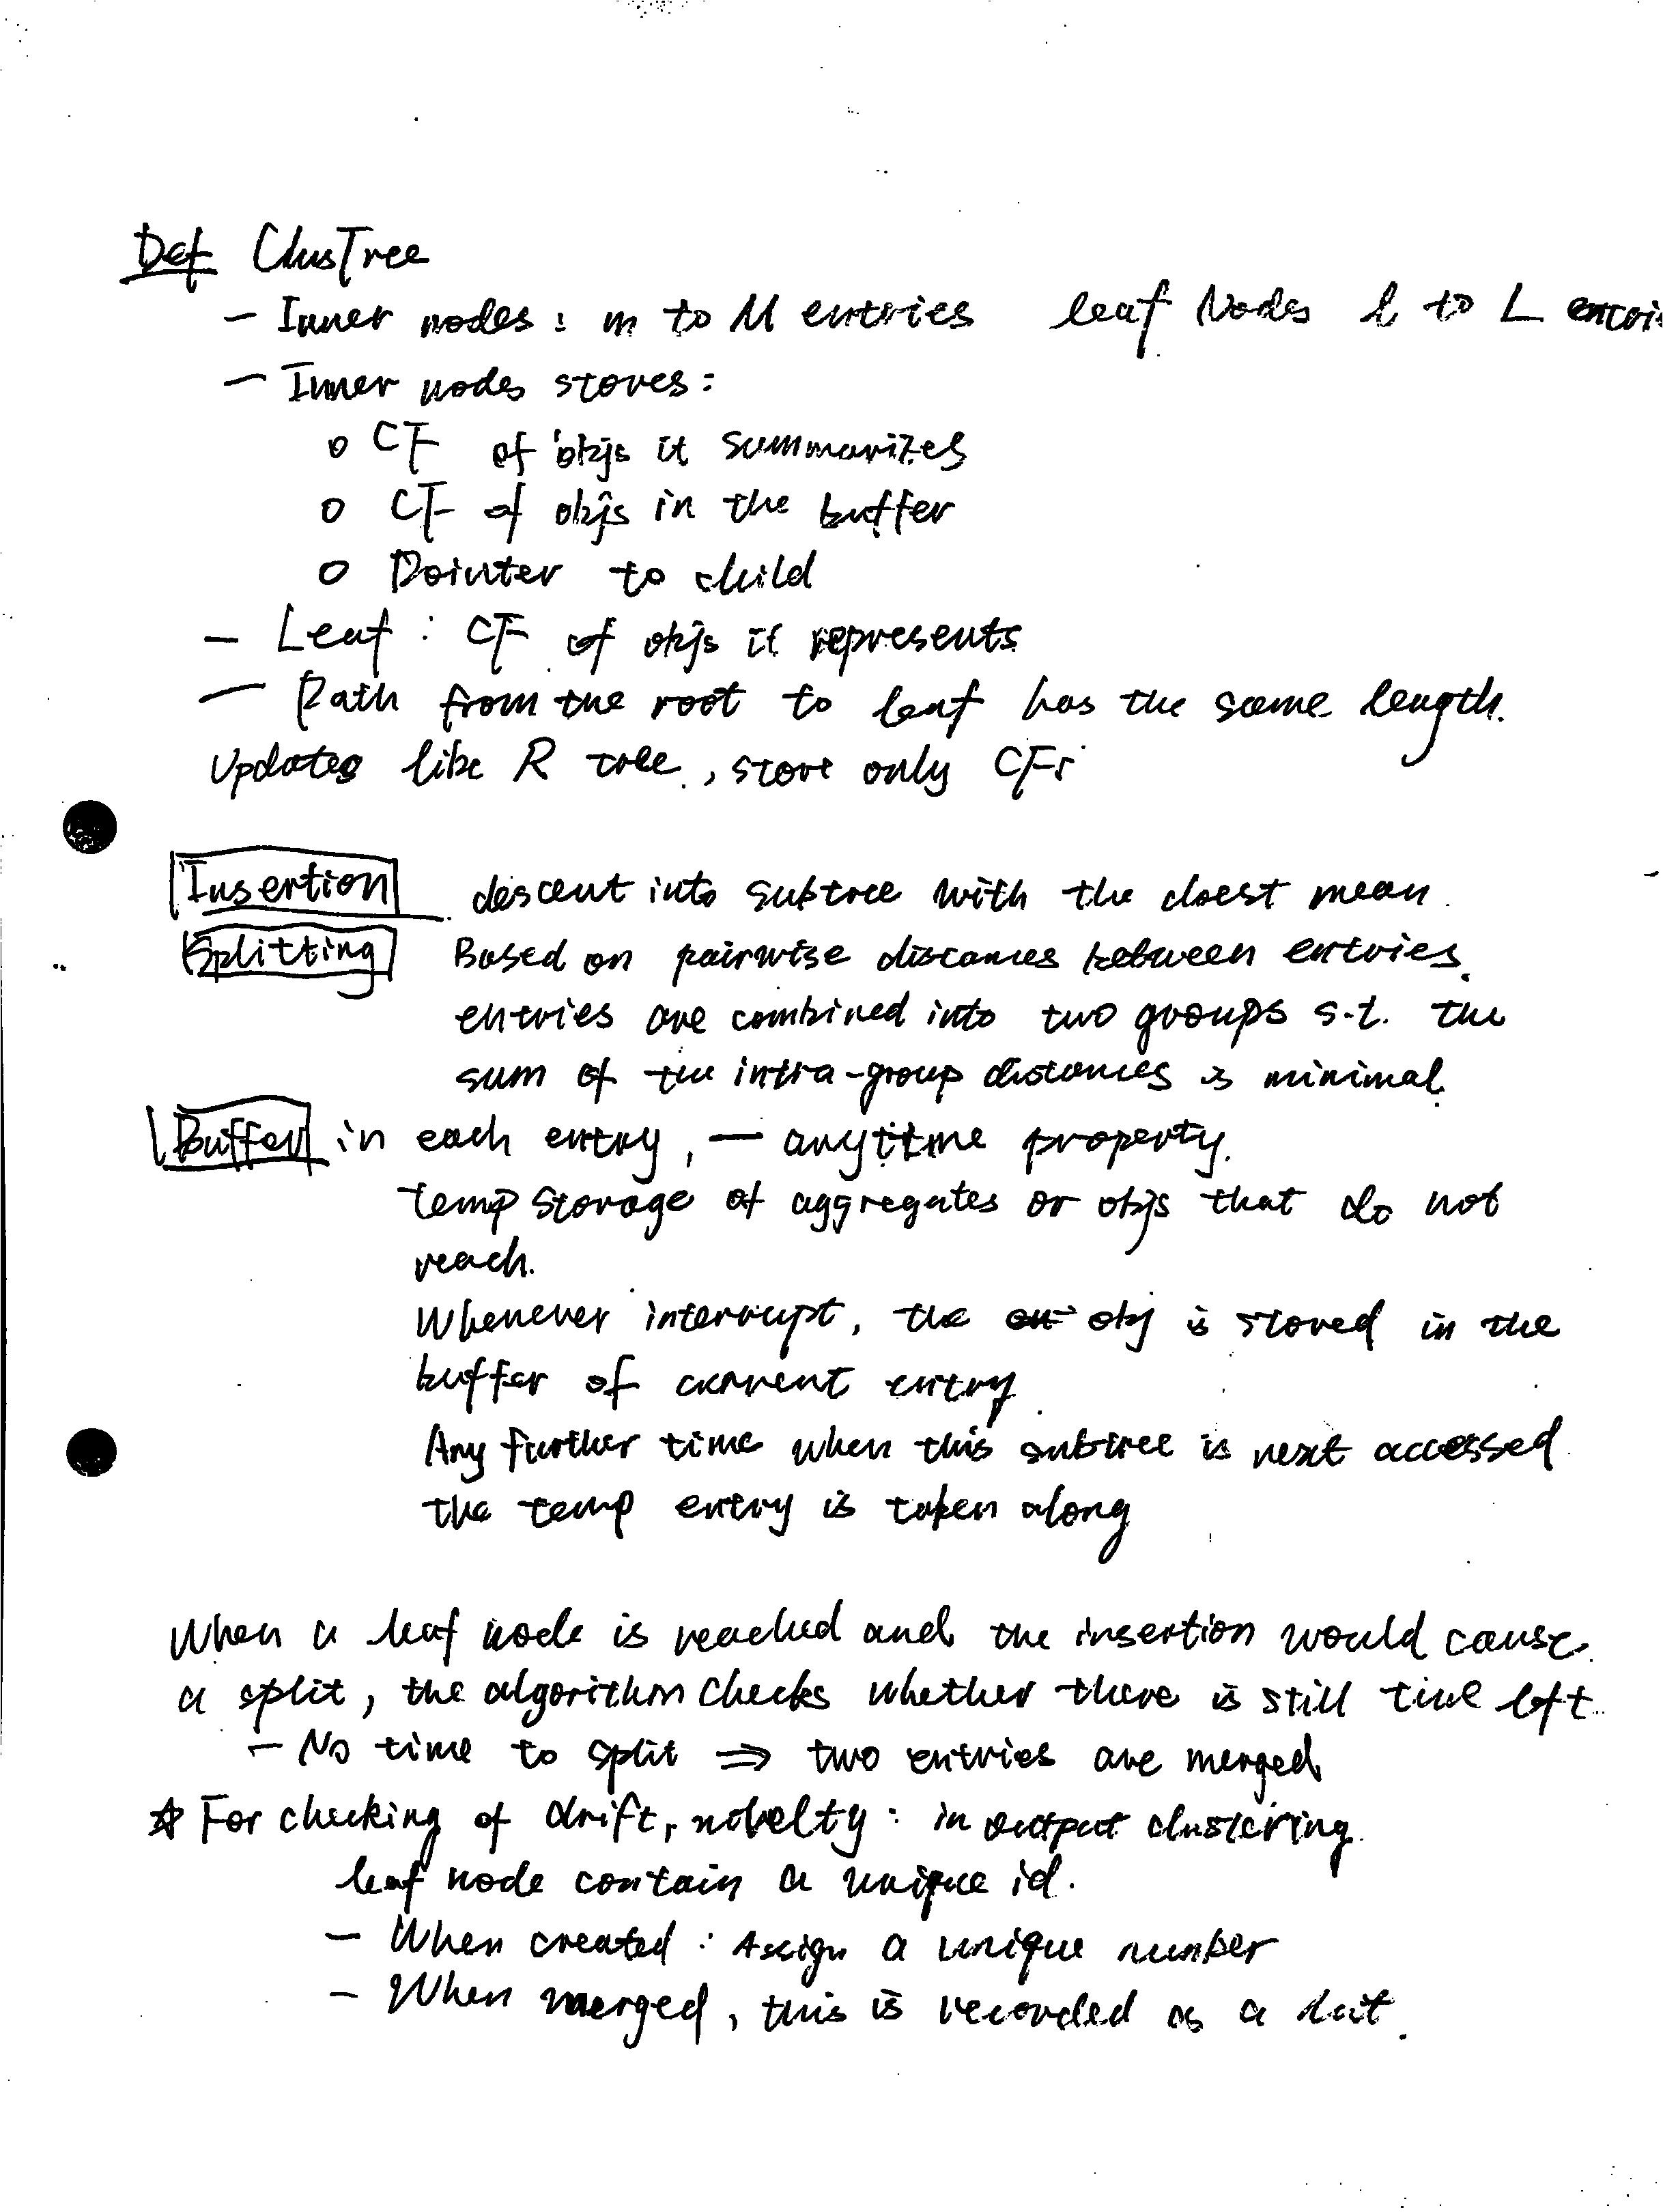 Def ClusTree
- Inner nodes : m to M entries leaf Nodes l to L entri
- Inner nodes stores :
o CF of objs it summarizes
o CF of objs in the buffer
o Pointer to child
- Leaf : CF of objs it represents
- Path from the root to leaf has the same length.
Updates like R tree, store only CFs
Insertion descent into subtree with the closest mean.
Splitting Based on pairwise distances between entries.
entries are combined into two groups s.t. the
sum of the intra-group distances is minimal.
Buffer in each entry, - anytime property.
temp storage of aggregates or objs that do not
reach.
Whenever interrupt, the obj is stored in the
buffer of current entry.
Any further time when this subtree is next accessed
the temp entry is taken along
When a leaf node is reached and the insertion would cause
a split, the algorithm checks whether there is still time left
- No time to split ⇒ two entries are merged
☆ For checking of drift, novelty : in output clustering.
leaf node contain a unique id.
- When created : Assign a unique number
- When merged, this is recorded as a